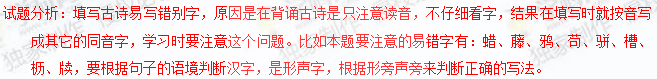 试题分析：填写古诗易写错别字，原因是在背诵古诗是只注意读音，不仔细看字，结果在填写时就按音写
成其它的同音字，学习时要注意这个问题。比如本题要注意的易错字有：蜡、藤、鸦、苘、骈、槽、
枥、牍，要根据句子的语境判断汉字，是形声字，根据形旁声旁来判断正确的写法。